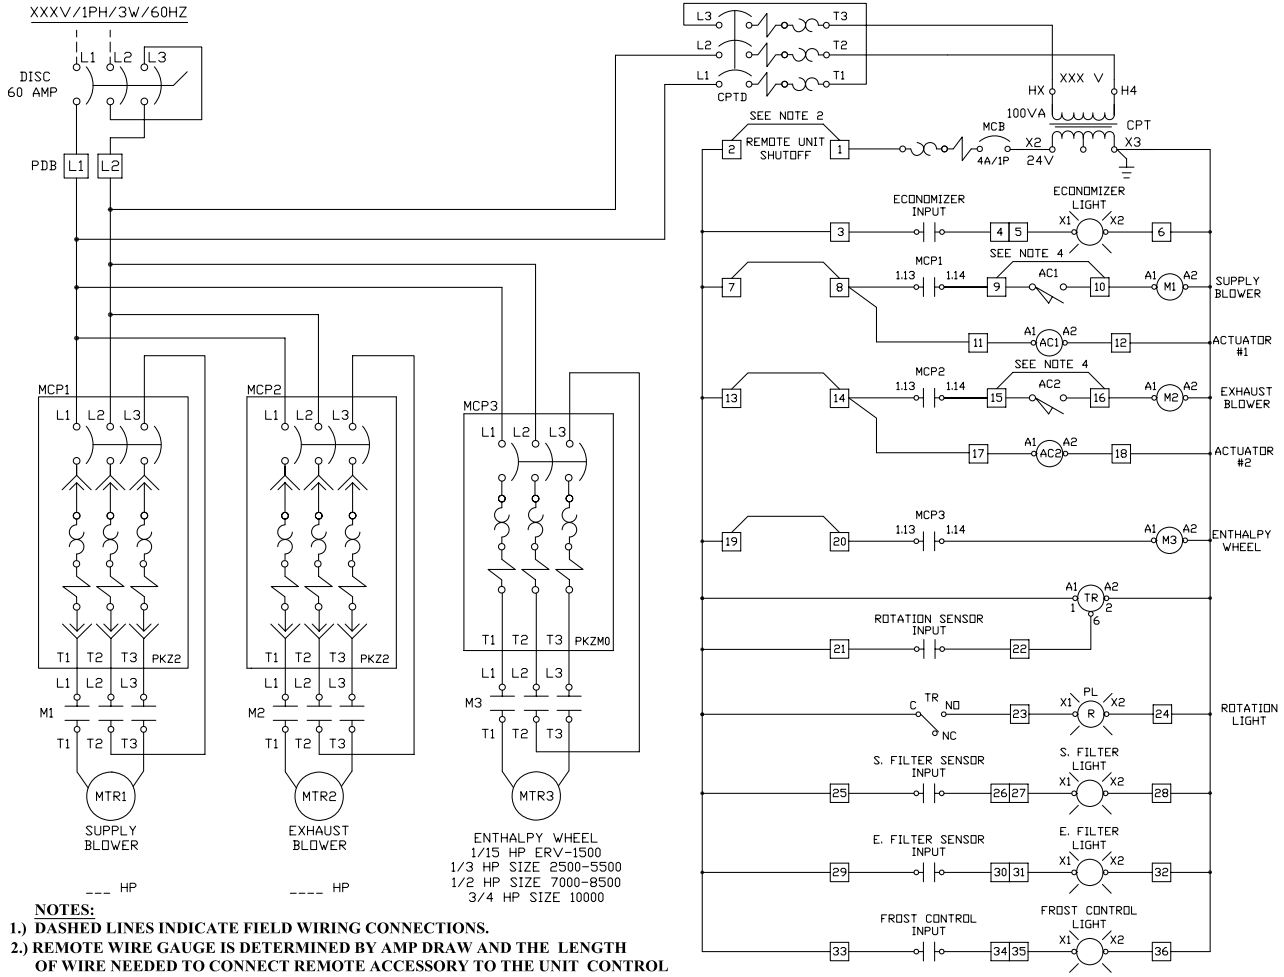 XXXV/1PH/3W/60HZ
L1 L2 L3
DISC
60 AMP
PDB L1 L2
L3 T3
L2 T2
L1 T1
CPTD
XXX V
HX H4
100VA
CPT
SEE NOTE 2
2 REMOTE UNIT
SHUTOFF 1
MCB
4A/1P
X2 X3
24V
ECONOMIZER
INPUT
ECONOMIZER
LIGHT
3 4 5 X1 X2 6
SEE NOTE 4
MCP1
7 8 1.13 1.14 9 AC1 10 A1 M1 A2 SUPPLY
BLOWER
11 A1 AC1 A2 12 ACTUATOR
#1
SEE NOTE 4
MCP2
13 14 1.13 1.14 15 AC2 16 A1 M2 A2 EXHAUST
BLOWER
17 A1 AC2 A2 18 ACTUATOR
#2
MCP3
19 20 1.13 1.14 A1 M3 A2 ENTHALPY
WHEEL
A1 TR A2
1 2
6
ROTATION SENSOR
INPUT
21 22
C TR NO
NC
23 X1 PL X2 24
R
ROTATION
LIGHT
S. FILTER SENSOR
INPUT
S. FILTER
LIGHT
25 26 27 X1 X2 28
E. FILTER SENSOR
INPUT
E. FILTER
LIGHT
29 30 31 X1 X2 32
FROST CONTROL
INPUT
FROST CONTROL
LIGHT
33 34 35 X1 X2 36
MCP1
L1 L2 L3
T1 T2 T3 PKZ2
L1 L2 L3
M1
T1 T2 T3
MTR1
SUPPLY
BLOWER
___ HP
MCP2
L1 L2 L3
T1 T2 T3 PKZ2
L1 L2 L3
M2
T1 T2 T3
MTR2
EXHAUST
BLOWER
____ HP
MCP3
L1 L2 L3
T1 T2 T3 PKZM0
L1 L2 L3
M3
T1 T2 T3
MTR3
ENTHALPY WHEEL
1/15 HP ERV-1500
1/3 HP SIZE 2500-5500
1/2 HP SIZE 7000-8500
3/4 HP SIZE 10000
NOTES:
1.) DASHED LINES INDICATE FIELD WIRING CONNECTIONS.
2.) REMOTE WIRE GAUGE IS DETERMINED BY AMP DRAW AND THE LENGTH
OF WIRE NEEDED TO CONNECT REMOTE ACCESSORY TO THE UNIT CONTROL